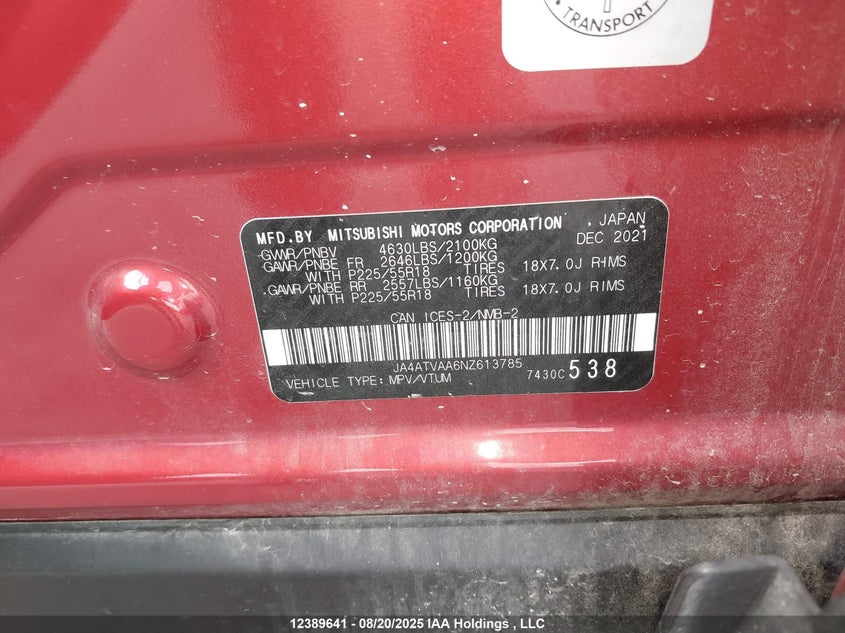 TRANSPORT
MFD.BY MITSUBISHI MOTORS CORPORATION JAPAN
GVWR/PNBV 4630LBS/2100KG DEC 2021
GAWR/PNBE FR 2646LBS/1200KG
WITH P225/55R18 TIRES 18X7.0J RHMS
GAWR/PNBE RR 2557LBS/1160KG
WITH P225/55R18 TIRES 18X7.0J RIMS
CAN ICES-2/NMB-2
JA4ATVAA6NZ613785
VEHICLE TYPE:MPV/VTUM 7430C 538
12389641 - 08/20/2025 IAA Holdings , LLC